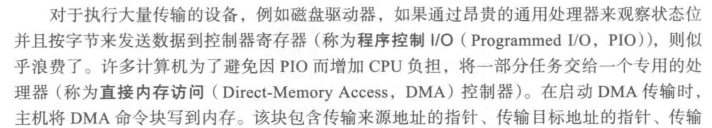 对于执行大量传输的设备，例如磁盘驱动器，如果通过昂贵的通用处理器来观察状态位
并且按字节来发送数据到控制器寄存器（称为程序控制 I/O（Programmed I/O，PIO）），则似
乎浪费了。许多计算机为了避免因 PIO 而增加 CPU 负担，将一部分任务交给一个专用的处
理器（称为直接内存访问（Direct-Memory Access，DMA）控制器）。在启动 DMA 传输时，
主机将 DMA 命令块写到内存。该块包含传输来源地址的指针、传输目标地址的指针、传输